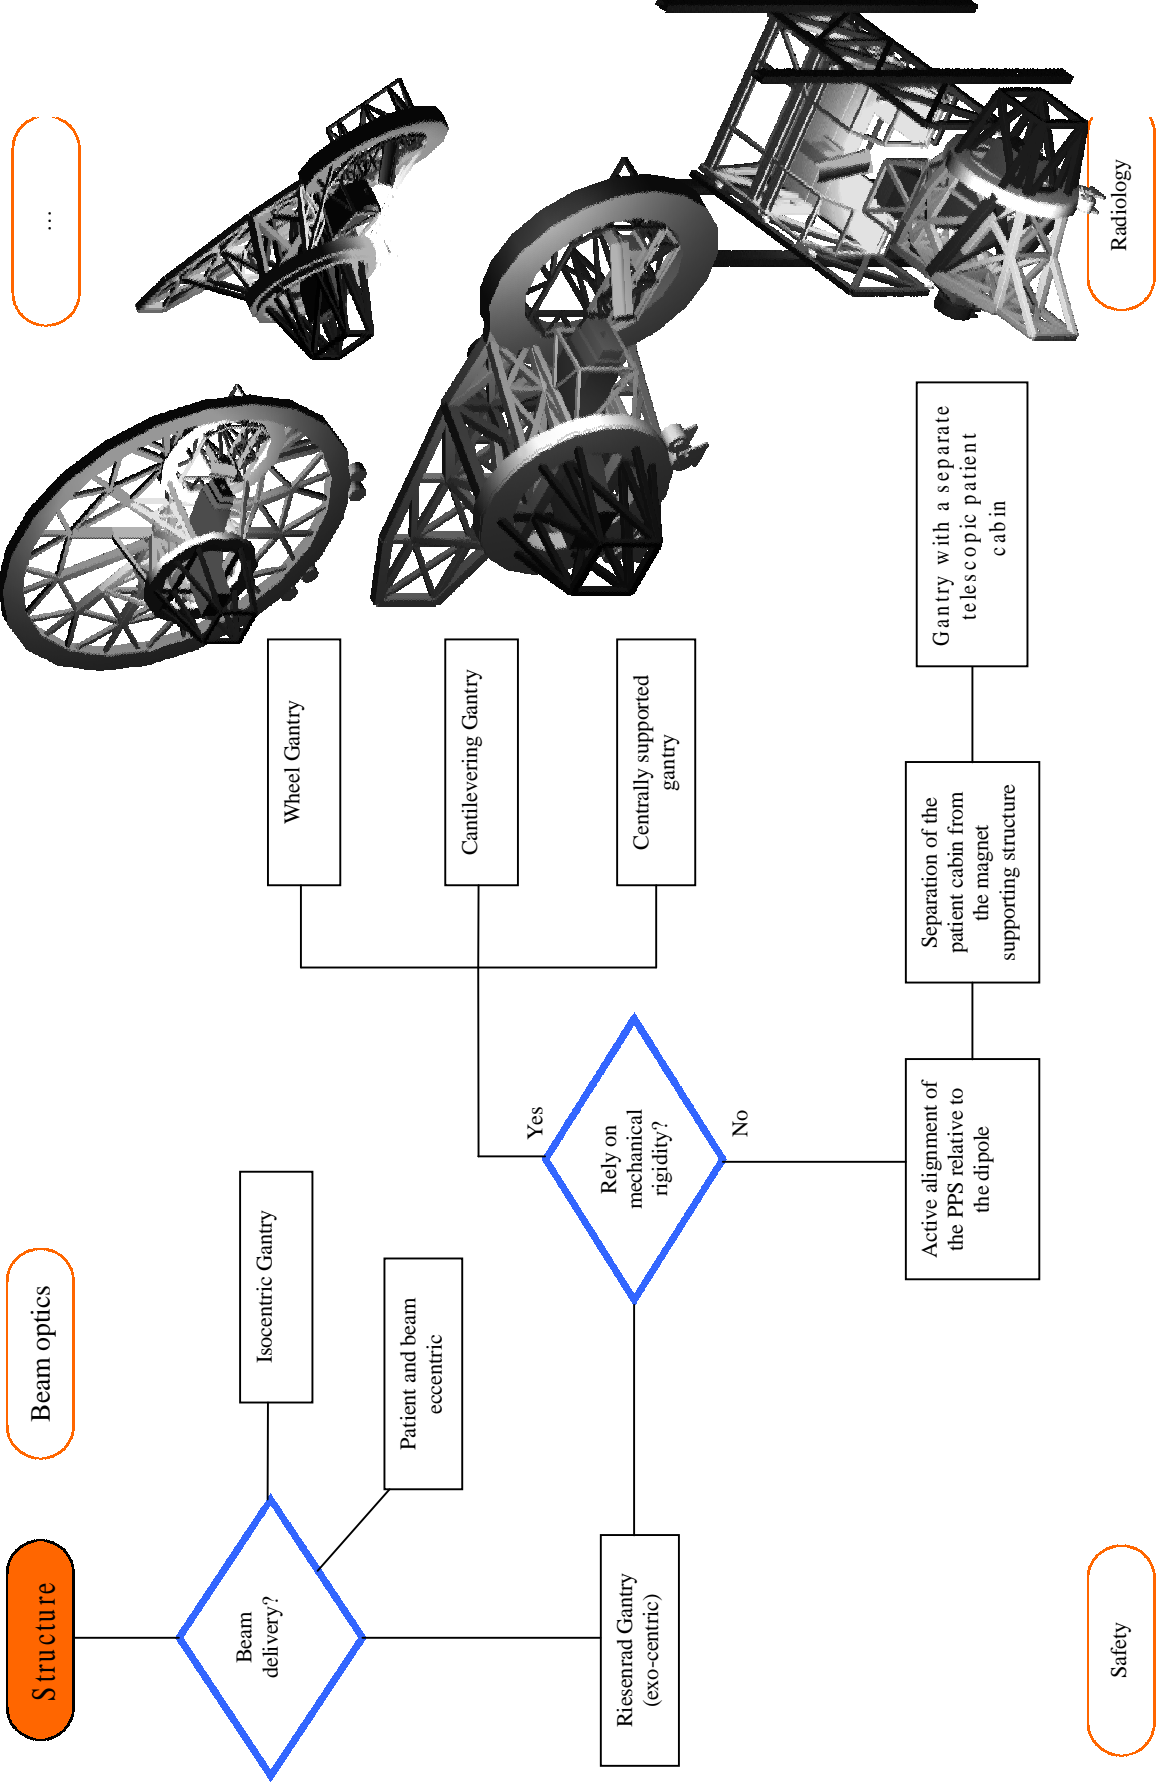 Structure
Beam optics
…
Beam
delivery?
Isocentric Gantry
Patient and beam
eccentric
Riesenrad Gantry
(exo-centric)
Rely on
mechanical
rigidity?
Yes
No
Wheel Gantry
Cantilevering Gantry
Centrally supported
gantry
Active alignment of
the PPS relative to
the dipole
Separation of the
patient cabin from
the magnet
supporting structure
Gantry with a separate
telescopic patient
cabin
Safety
Radiology